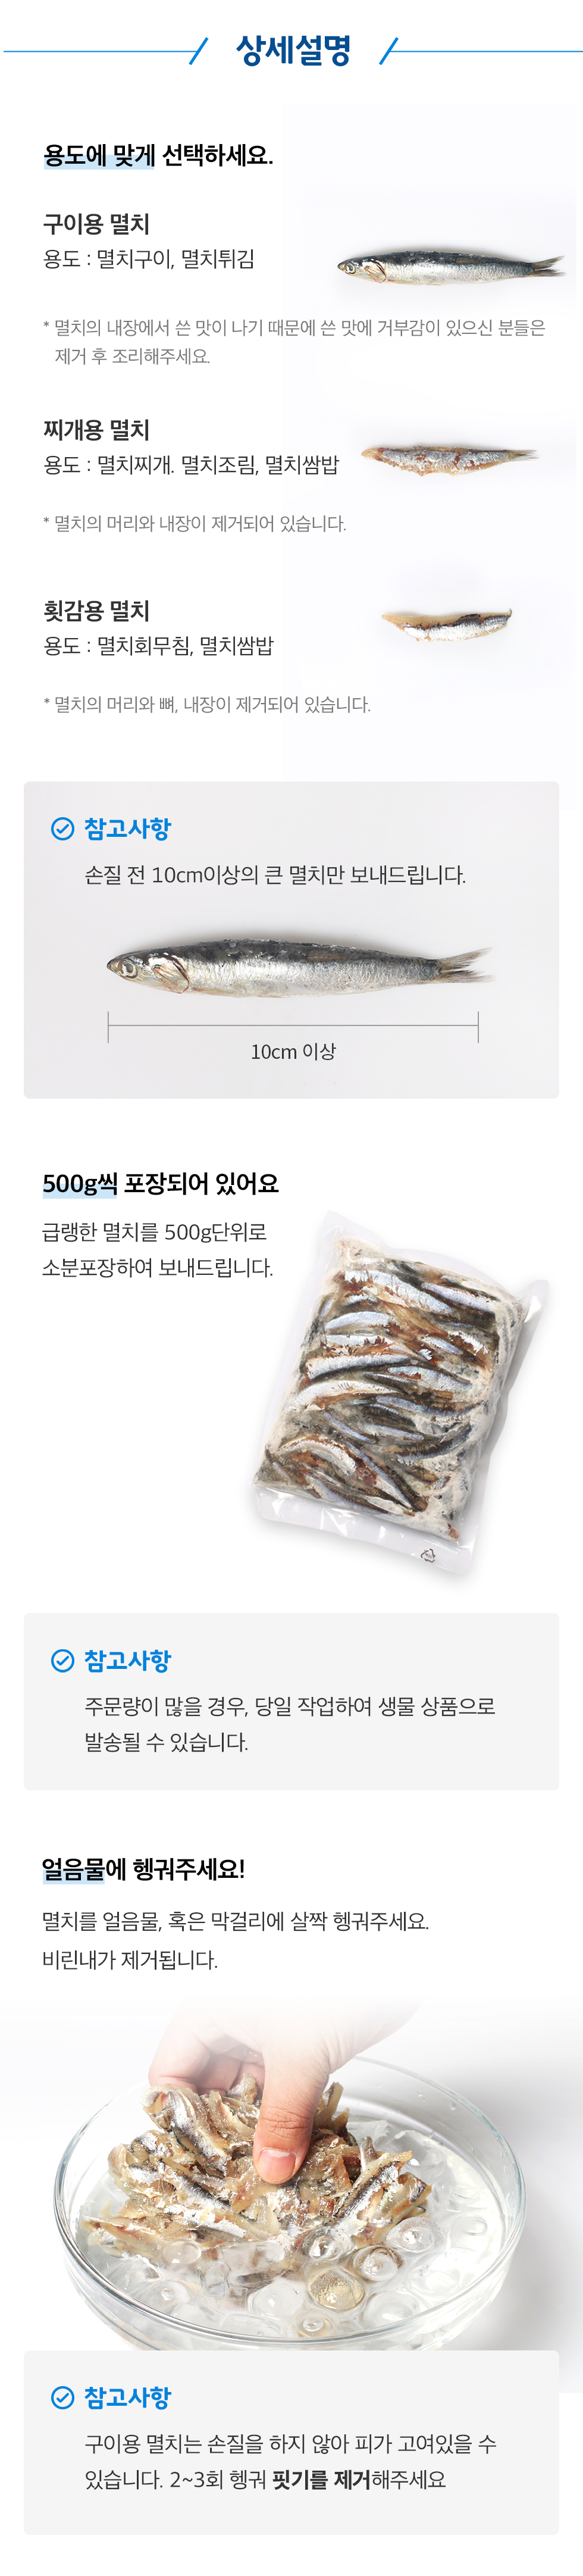 상세설명
용도에 맞게 선택하세요.
구이용 멸치
용도 : 멸치구이, 멸치튀김
* 멸치의 내장에서 쓴 맛이 나기 때문에 쓴 맛에 거부감이 있으신 분들은
제거 후 조리해주세요.
찌개용 멸치
용도 : 멸치찌개. 멸치조림, 멸치쌈밥
* 멸치의 머리와 내장이 제거되어 있습니다.
횟감용 멸치
용도 : 멸치회무침, 멸치쌈밥
* 멸치의 머리와 뼈, 내장이 제거되어 있습니다.
참고사항
손질 전 10cm이상의 큰 멸치만 보내드립니다.
10cm 이상
500g씩 포장되어 있어요
급랭한 멸치를 500g단위로
소분포장하여 보내드립니다.
참고사항
주문량이 많을 경우, 당일 작업하여 생물 상품으로
발송될 수 있습니다.
얼음물에 헹궈주세요!
멸치를 얼음물, 혹은 막걸리에 살짝 헹궈주세요.
비린내가 제거됩니다.
참고사항
구이용 멸치는 손질을 하지 않아 피가 고여있을 수
있습니다. 2~3회 헹궈 핏기를 제거해주세요